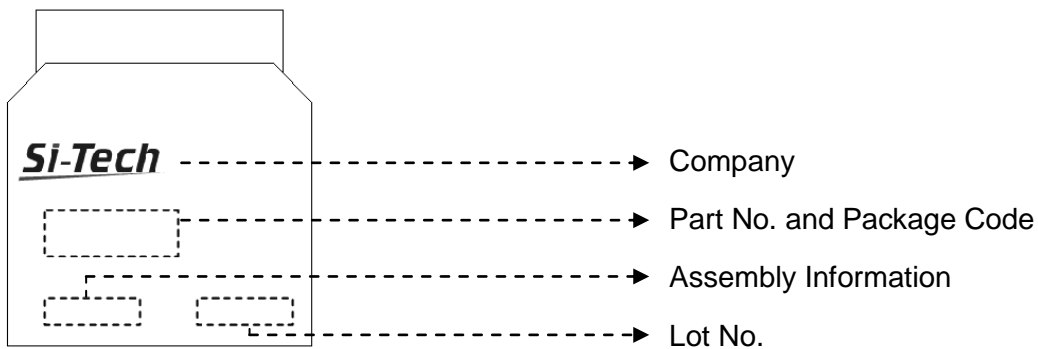 Si-Tech
Company
Part No. and Package Code
Assembly Information
Lot No.